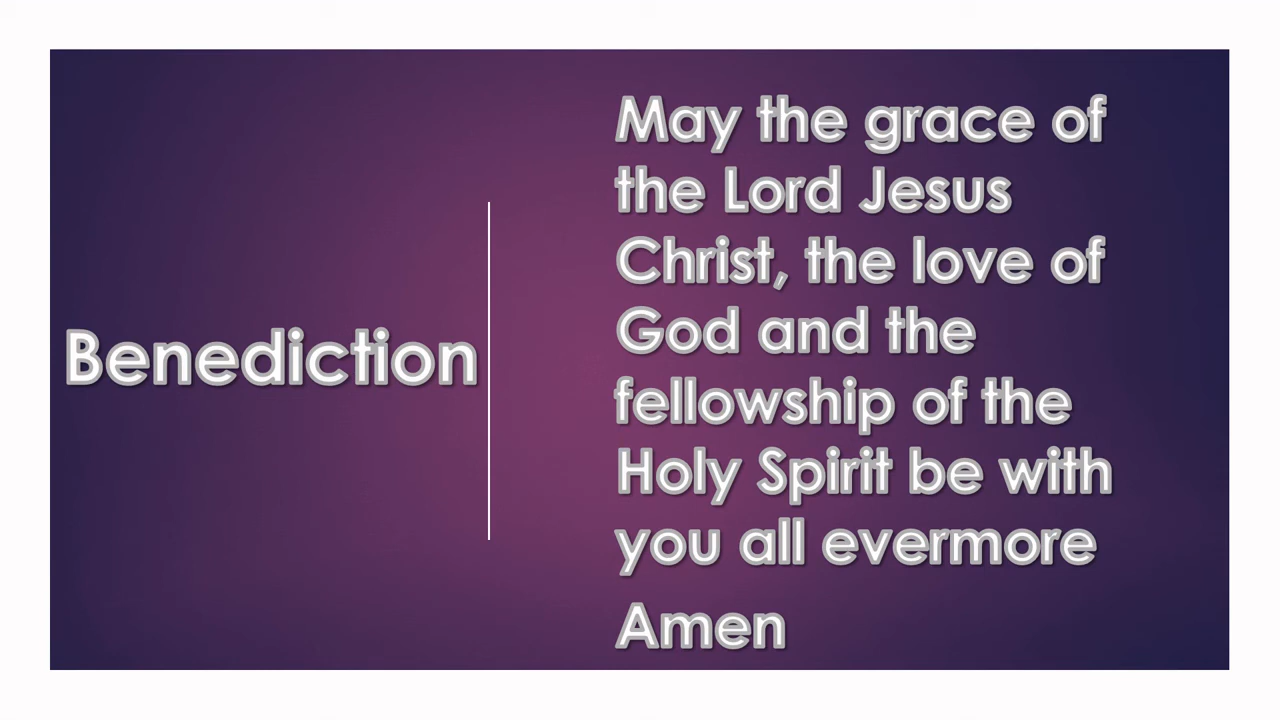 Benediction
May the grace of
the Lord Jesus
Christ, the love of
God and the
fellowship of the
Holy Spirit be with
you all evermore
Amen